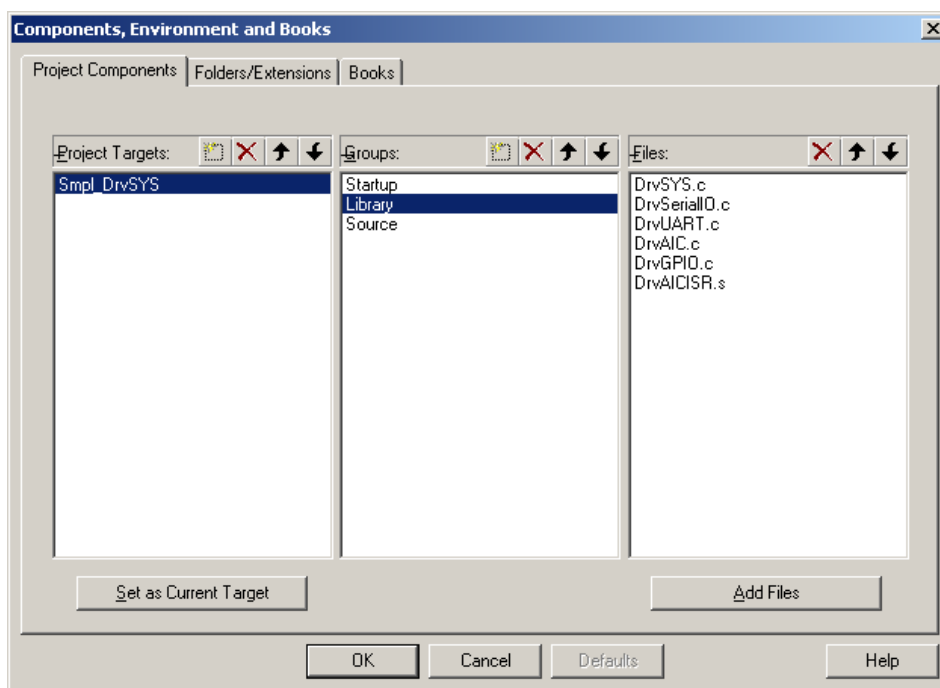 Components, Environment and Books
Project Components Folders/Extensions Books
Project Targets: Groups: Files:
Smpl_DrvSYS
Startup
Library
Source
DrvSYS.c
DrvSerialIO.c
DrvUART.c
DrvAIC.c
DrvGPIO.c
DrvAICISR.s
Set as Current Target Add Files
OK Cancel Defaults Help